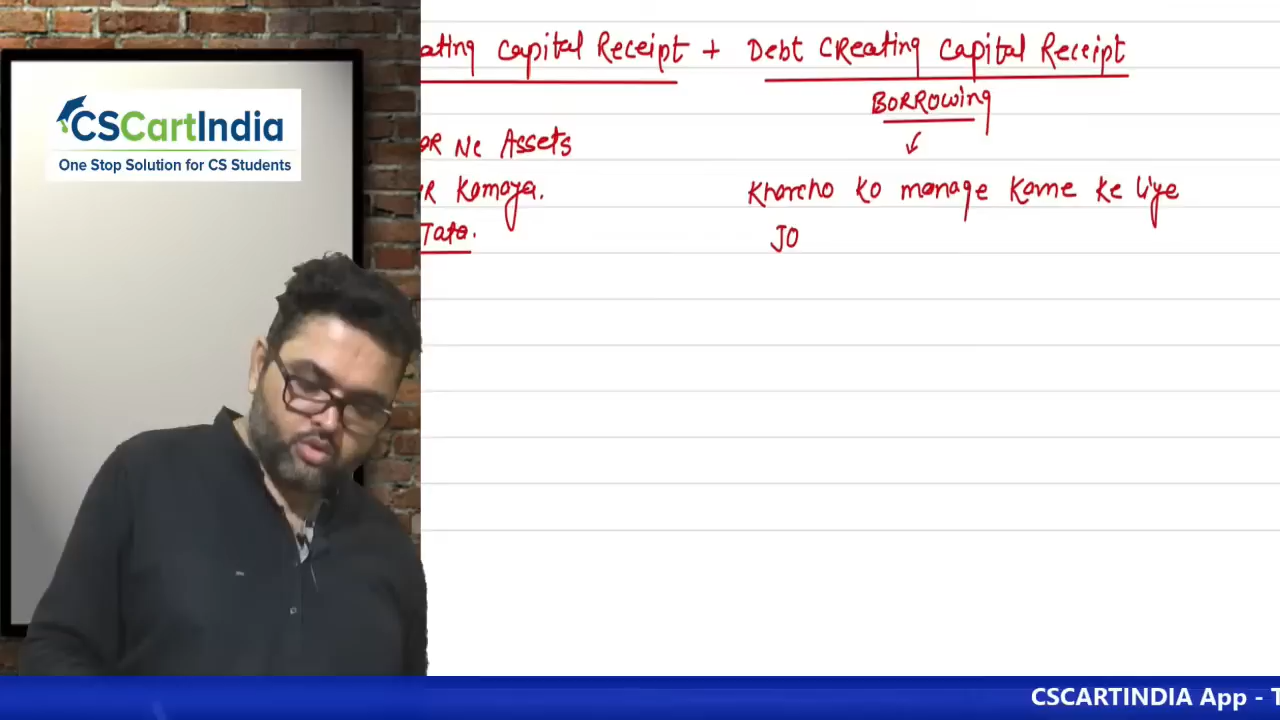 CSCartIndia
One Stop Solution for CS Students
ating Capital Receipt + Debt Creating Capital Receipt
BORROWing
OR Ne Assets
R Kamaya.
Kharcho ko manage karne ke liye
Tata.
JO
CSCARTINDIA App - T